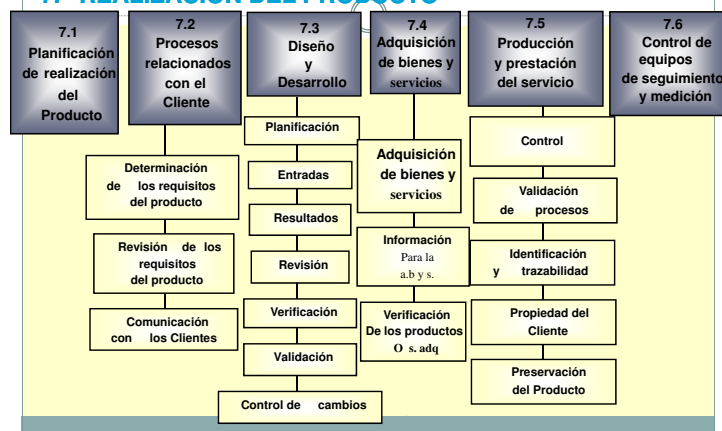 7. REALIZACIÓN DEL PRODUCTO
7.1
Planificación
de realización
del
Producto
7.2
Procesos
relacionados
con el
Cliente
7.3
Diseño
y
Desarrollo
7.4
Adquisición
de bienes y
servicios
7.5
Producción
y prestación
del servicio
7.6
Control de
equipos
de seguimiento
y medición
Determinación
de los requisitos
del producto
Revisión de los
requisitos
del producto
Comunicación
con los Clientes
Planificación
Entradas
Resultados
Revisión
Verificación
Validación
Control de cambios
Adquisición
de bienes y
servicios
Información
Para la
a.b y s.
Verificación
De los productos
O s. adq
Control
Validación
de procesos
Identificación
y trazabilidad
Propiedad del
Cliente
Preservación
del Producto